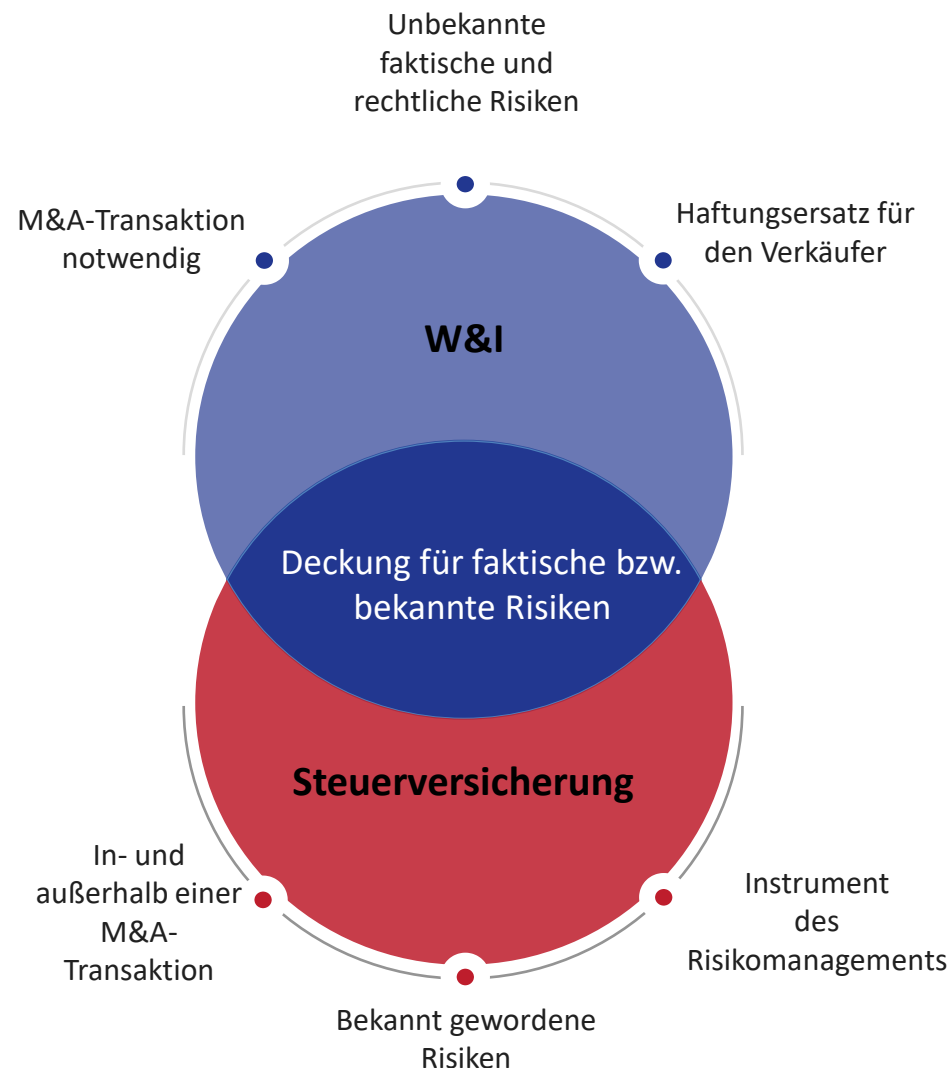 Unbekannte
faktische und
rechtliche Risiken
M&A-Transaktion
notwendig
Haftungsersatz für
den Verkäufer
W&I
Deckung für faktische bzw.
bekannte Risiken
Steuerversicherung
In- und
außerhalb einer
M&A-
Transaktion
Instrument
des
Risikomanagements
Bekannt gewordene
Risiken